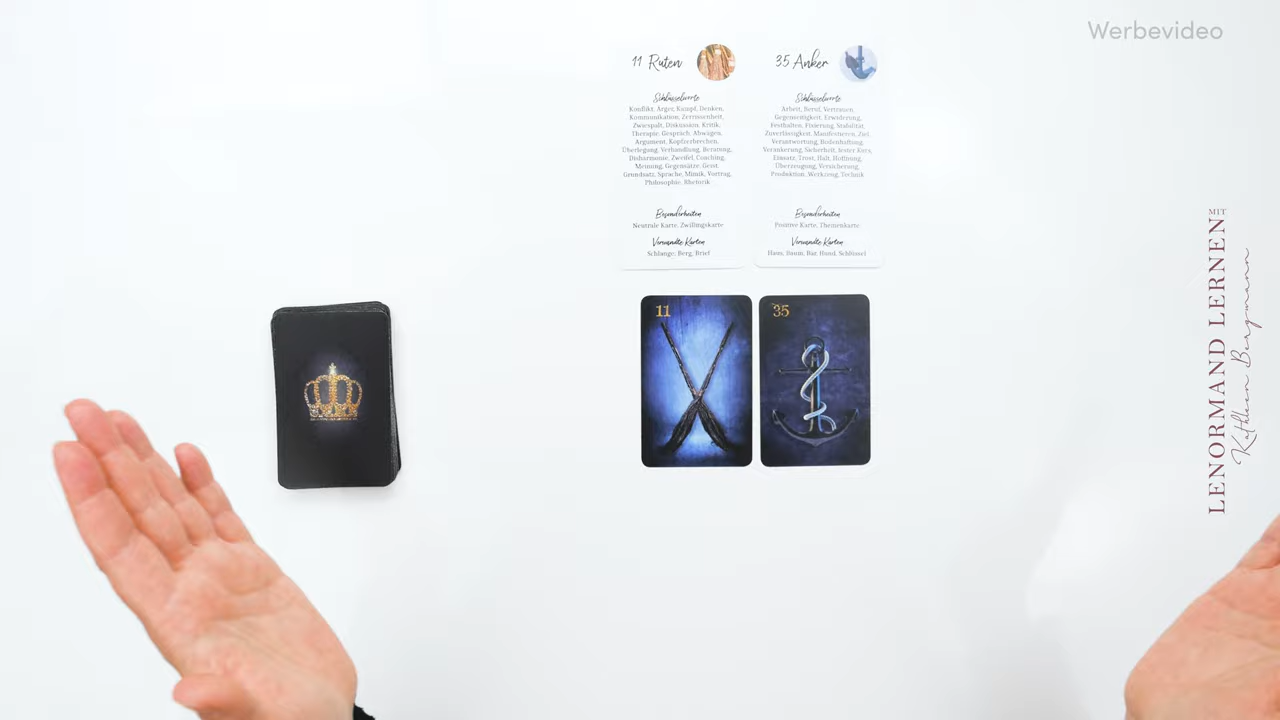 Werbevideo
11 Ruten
Schlüsselworte
Konflikt, Ärger, Kampf, Denken,
Kommunikation, Zerrissenheit,
Zwiespalt, Diskussion, Kritik,
Therapie, Gespräch, Abwägen,
Argument, Kopfzerbrechen,
Überlegung, Verhandlung, Beratung,
Disharmonie, Zweifel, Coaching,
Meinung, Gegensätze, Geist,
Grundsatz, Sprache, Mimik, Vortrag,
Philosophie, Rhetorik
Besonderheiten
Neutrale Karte, Zwillingskarte
Verwandte Karten
Schlange, Berg, Brief
35 Anker
Schlüsselworte
Arbeit, Beruf, Vertrauen,
Gegenseitigkeit, Erwiderung,
Festhalten, Fixierung, Stabilität,
Zuverlässigkeit, Manifestieren, Ziel,
Verantwortung, Bodenhaftung,
Verankerung, Sicherheit, fester Kurs,
Einsatz, Trost, Halt, Hoffnung,
Überzeugung, Versicherung,
Produktion, Werkzeug, Technik
Besonderheiten
Positive Karte, Themenkarte
Verwandte Karten
Haus, Baum, Bär, Hund, Schlüssel
11
35
LENORMAND LERNEN MIT
Kathleen Bergmann